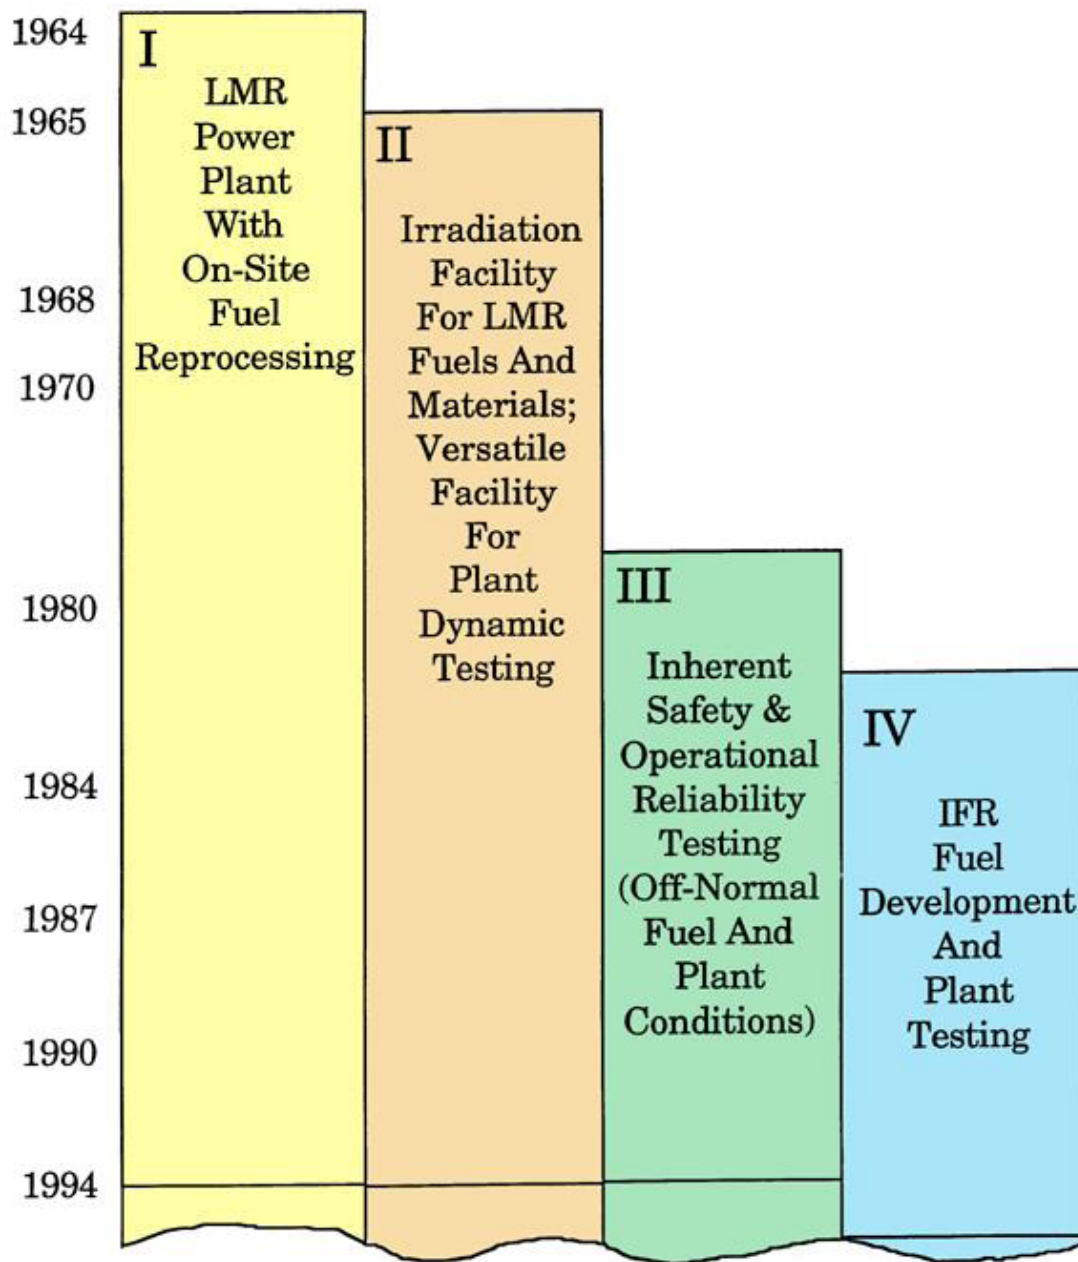 1964
1965
1968
1970
1980
1984
1987
1990
1994
I
LMR
Power
Plant
With
On-Site
Fuel
Reprocessing
II
Irradiation
Facility
For LMR
Fuels And
Materials;
Versatile
Facility
For
Plant
Dynamic
Testing
III
Inherent
Safety &
Operational
Reliability
Testing
(Off-Normal
Fuel And
Plant
Conditions)
IV
IFR
Fuel
Development
And
Plant
Testing